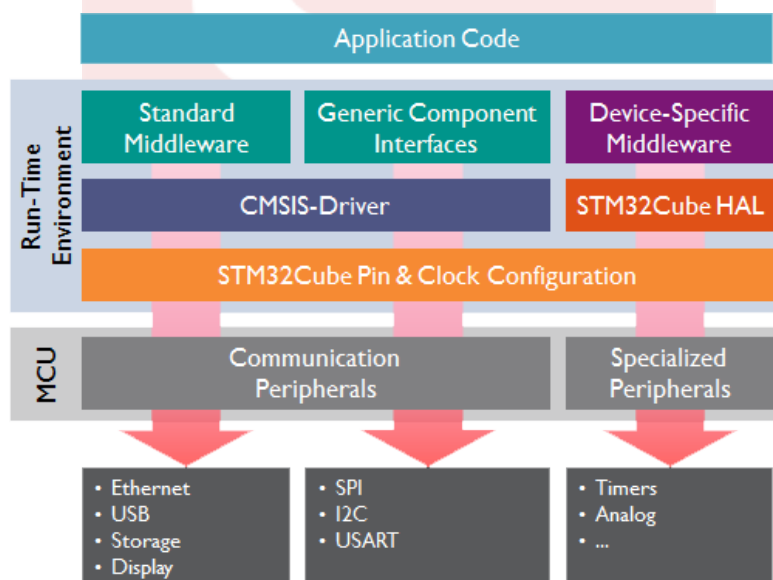 Application Code
Run-Time
Environment
Standard
Middleware
Generic Component
Interfaces
Device-Specific
Middleware
CMSIS-Driver
STM32Cube HAL
STM32Cube Pin & Clock Configuration
MCU
Communication
Peripherals
Specialized
Peripherals
• Ethernet
• USB
• Storage
• Display
• SPI
• I2C
• USART
• Timers
• Analog
• ...